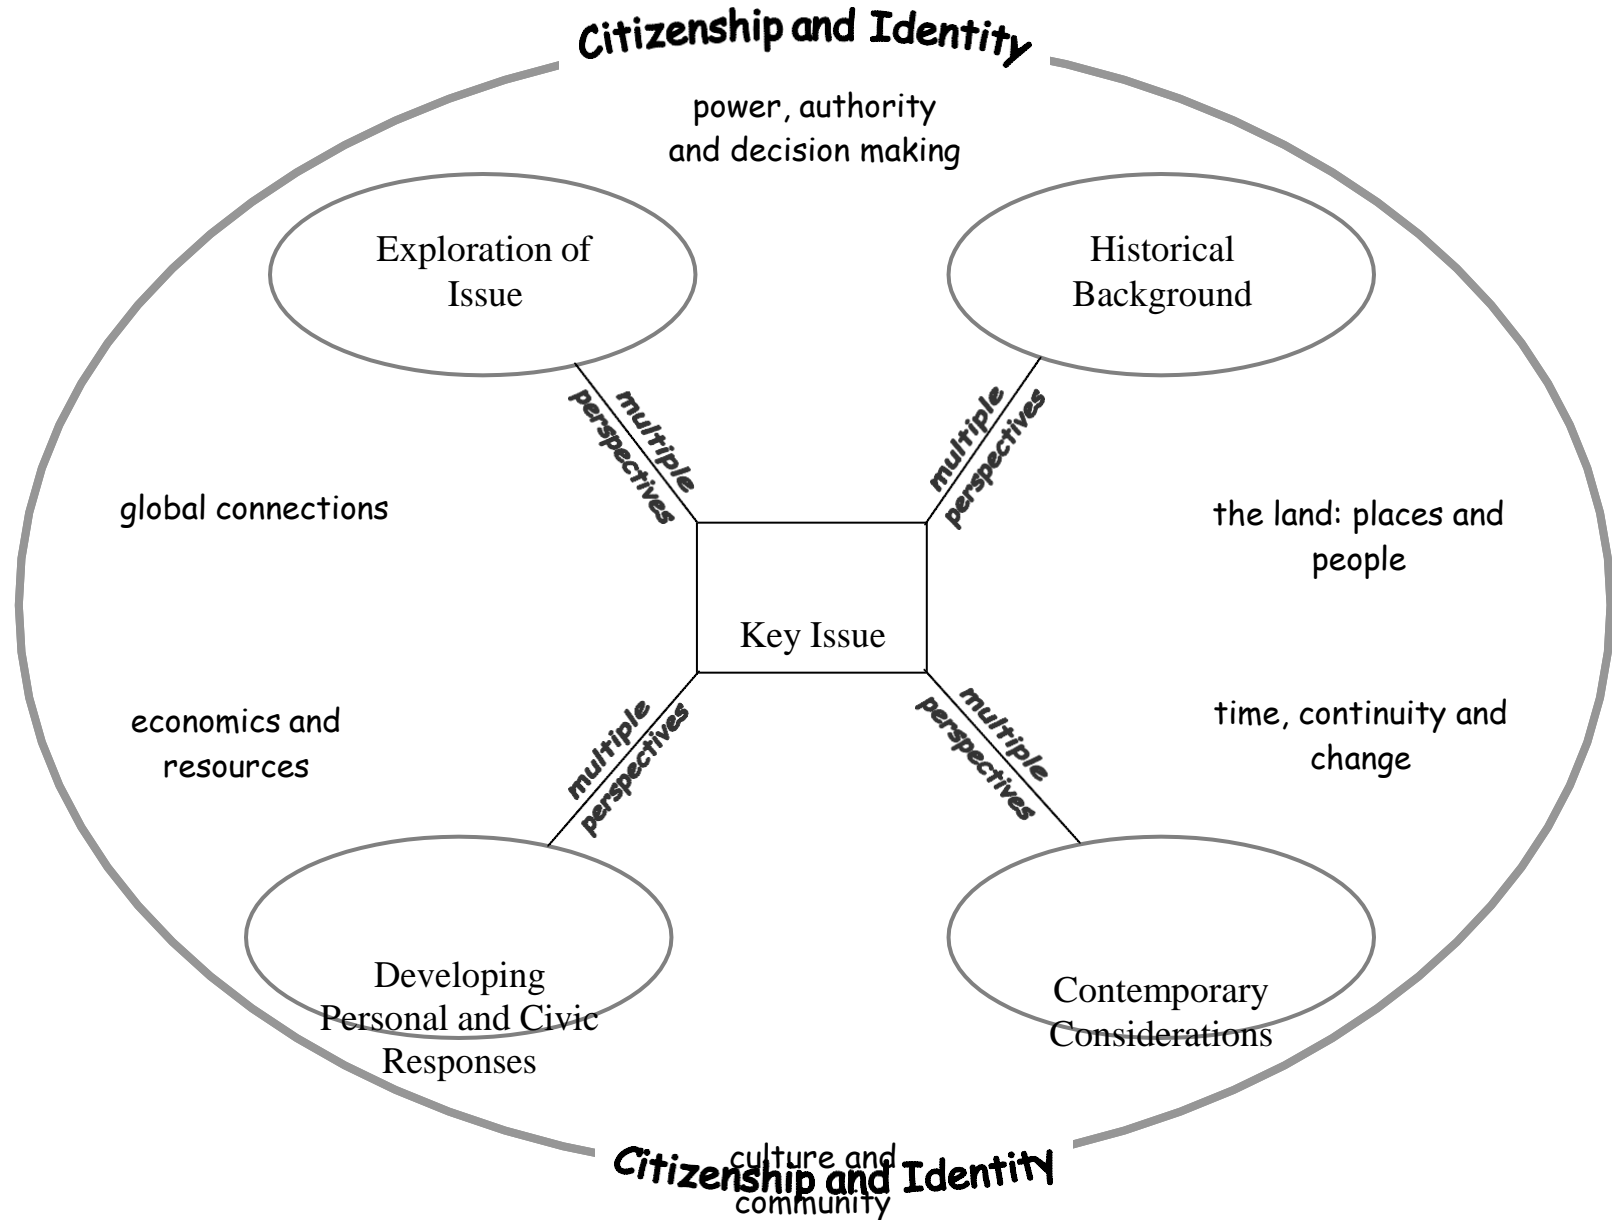 Citizenship and Identity
power, authority
and decision making
Exploration of
Issue
Historical
Background
multiple
perspectives
multiple
perspectives
global connections
the land: places and
people
Key Issue
economics and
resources
time, continuity and
change
multiple
perspectives
multiple
perspectives
Developing
Personal and Civic
Responses
Contemporary
Considerations
culture and
community
Citizenship and Identity